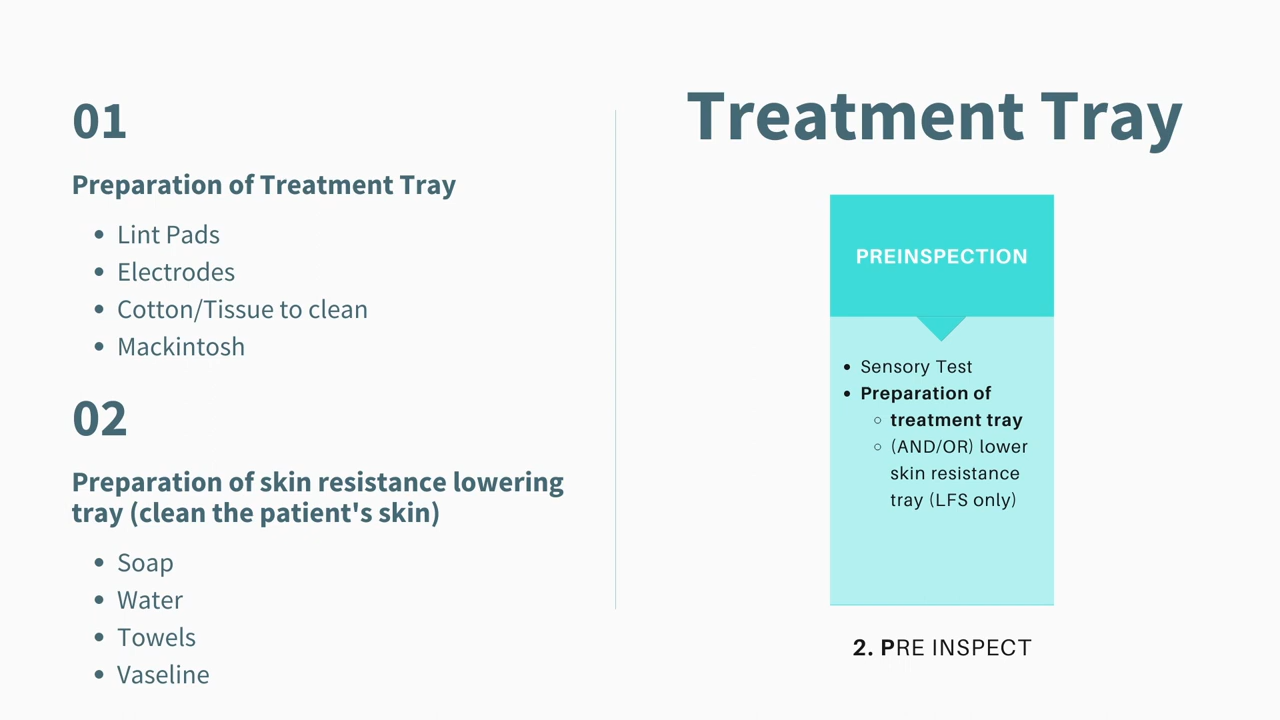 01
Preparation of Treatment Tray
• Lint Pads
• Electrodes
• Cotton/Tissue to clean
• Mackintosh
02
Preparation of skin resistance lowering
tray (clean the patient's skin)
• Soap
• Water
• Towels
• Vaseline
Treatment Tray
PREINSPECTION
• Sensory Test
• Preparation of
○ treatment tray
○ (AND/OR) lower
skin resistance
tray (LFS only)
2. PRE INSPECT